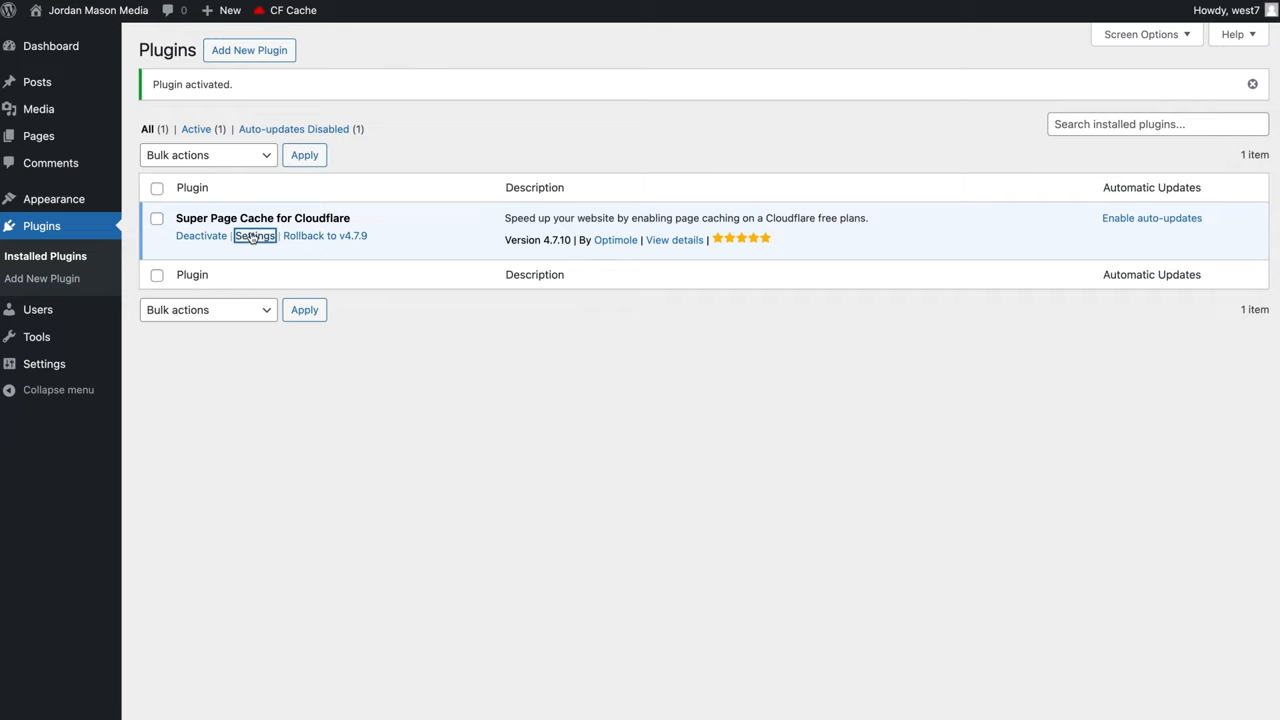 Jordan Mason Media 0 New CF Cache Howdy, west7
Dashboard
Posts
Media
Pages
Comments
Appearance
Plugins
Installed Plugins
Add New Plugin
Users
Tools
Settings
Collapse menu
Screen Options Help
Plugins Add New Plugin
Plugin activated.
All (1) | Active (1) | Auto-updates Disabled (1)
Search installed plugins...
Bulk actions Apply
1 item
Plugin Description Automatic Updates
Super Page Cache for Cloudflare
Deactivate | Settings | Rollback to v4.7.9
Speed up your website by enabling page caching on a Cloudflare free plans.
Version 4.7.10 | By Optimole | View details |
Enable auto-updates
Plugin Description Automatic Updates
Bulk actions Apply
1 item